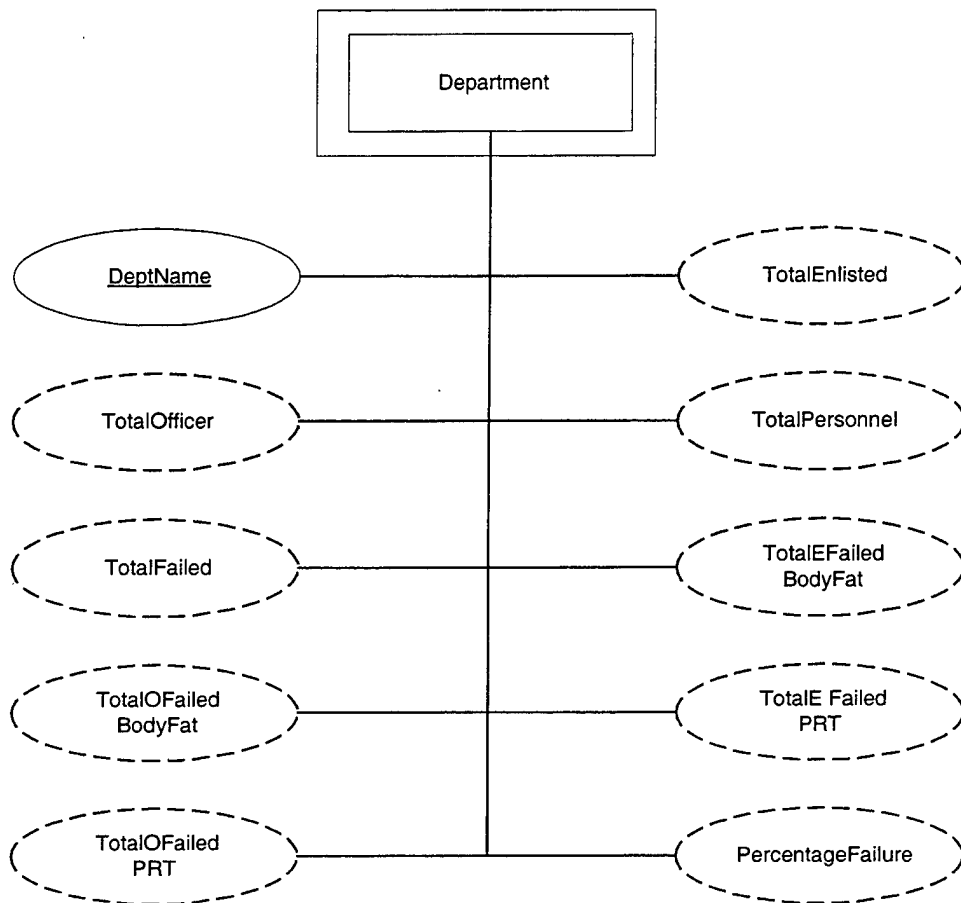 Department
DeptName
TotalEnlisted
TotalOfficer
TotalPersonnel
TotalFailed
TotalEFailed
BodyFat
TotalOFailed
BodyFat
TotalE Failed
PRT
TotalOFailed
PRT
PercentageFailure